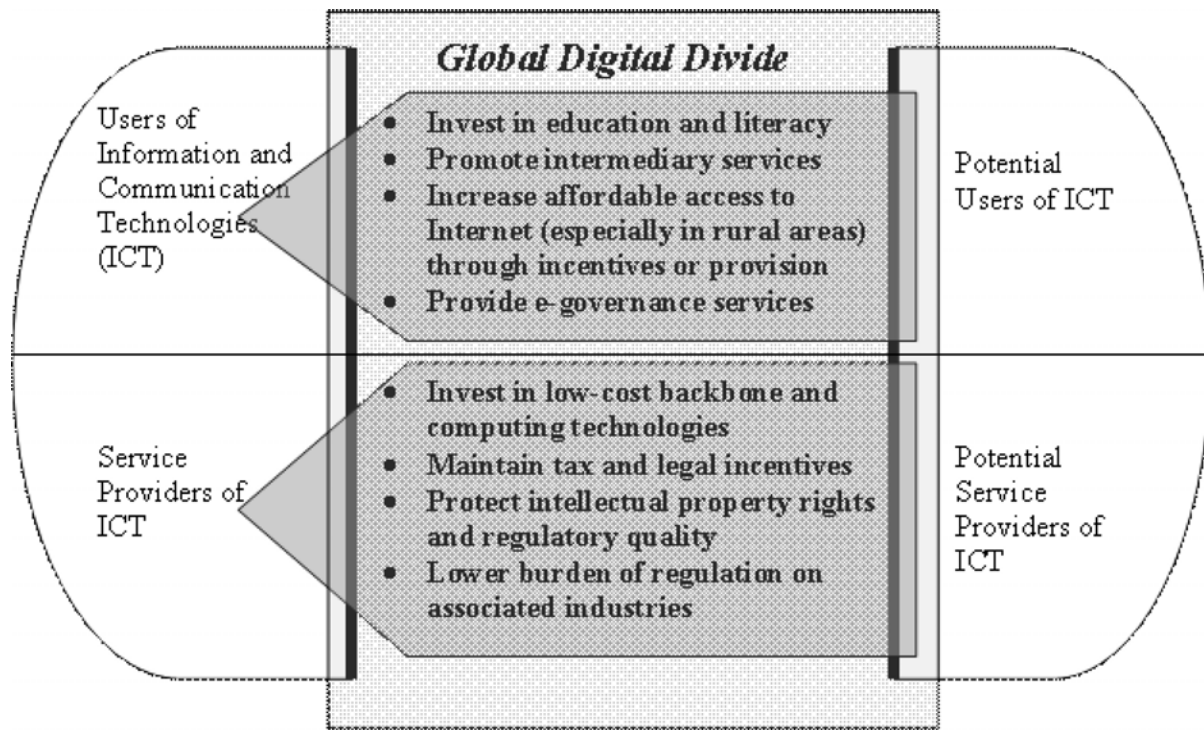 Global Digital Divide
Users of
Information and
Communication
Technologies
(ICT)
• Invest in education and literacy
• Promote intermediary services
• Increase affordable access to
Internet (especially in rural areas)
through incentives or provision
• Provide e-governance services
Potential
Users of ICT
Service
Providers of
ICT
• Invest in low-cost backbone and
computing technologies
• Maintain tax and legal incentives
• Protect intellectual property rights
and regulatory quality
• Lower burden of regulation on
associated industries
Potential
Service
Providers of
ICT